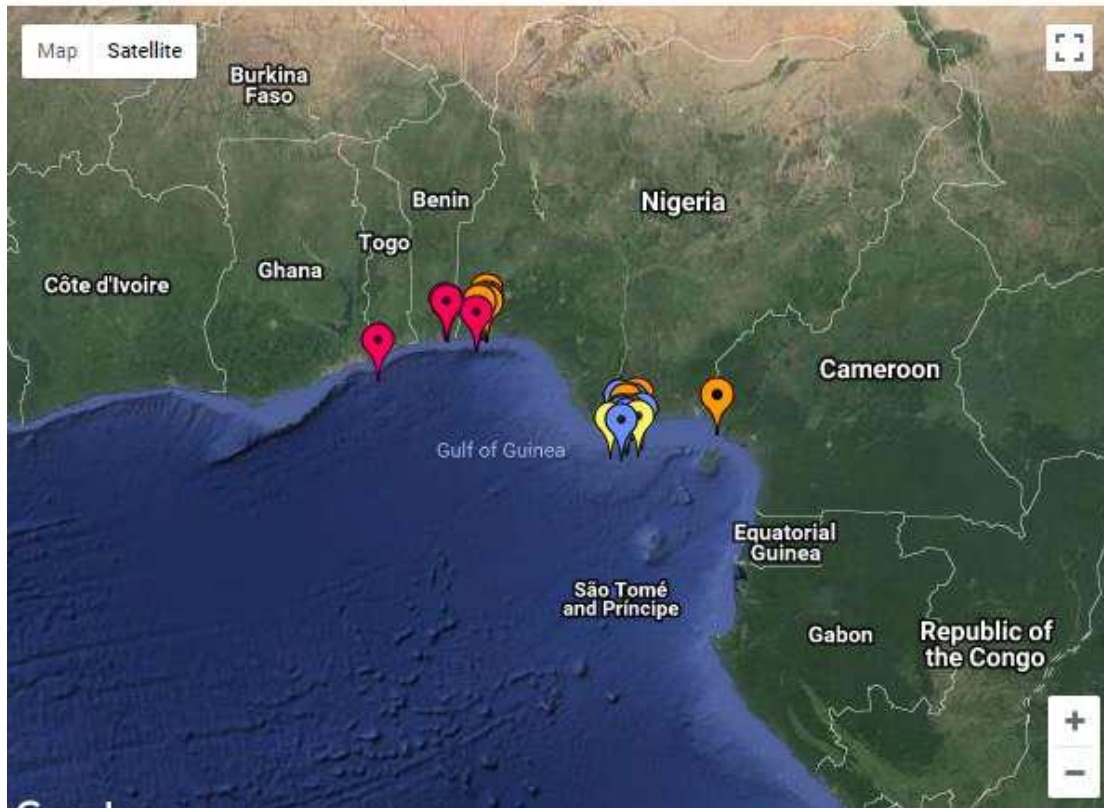 Map Satellite
Burkina
Faso
Benin
Nigeria
Togo
Ghana
Côte d'Ivoire
Cameroon
Gulf of Guinea
Equatorial
Guinea
São Tomé
and Príncipe
Gabon
Republic of
the Congo
+
−